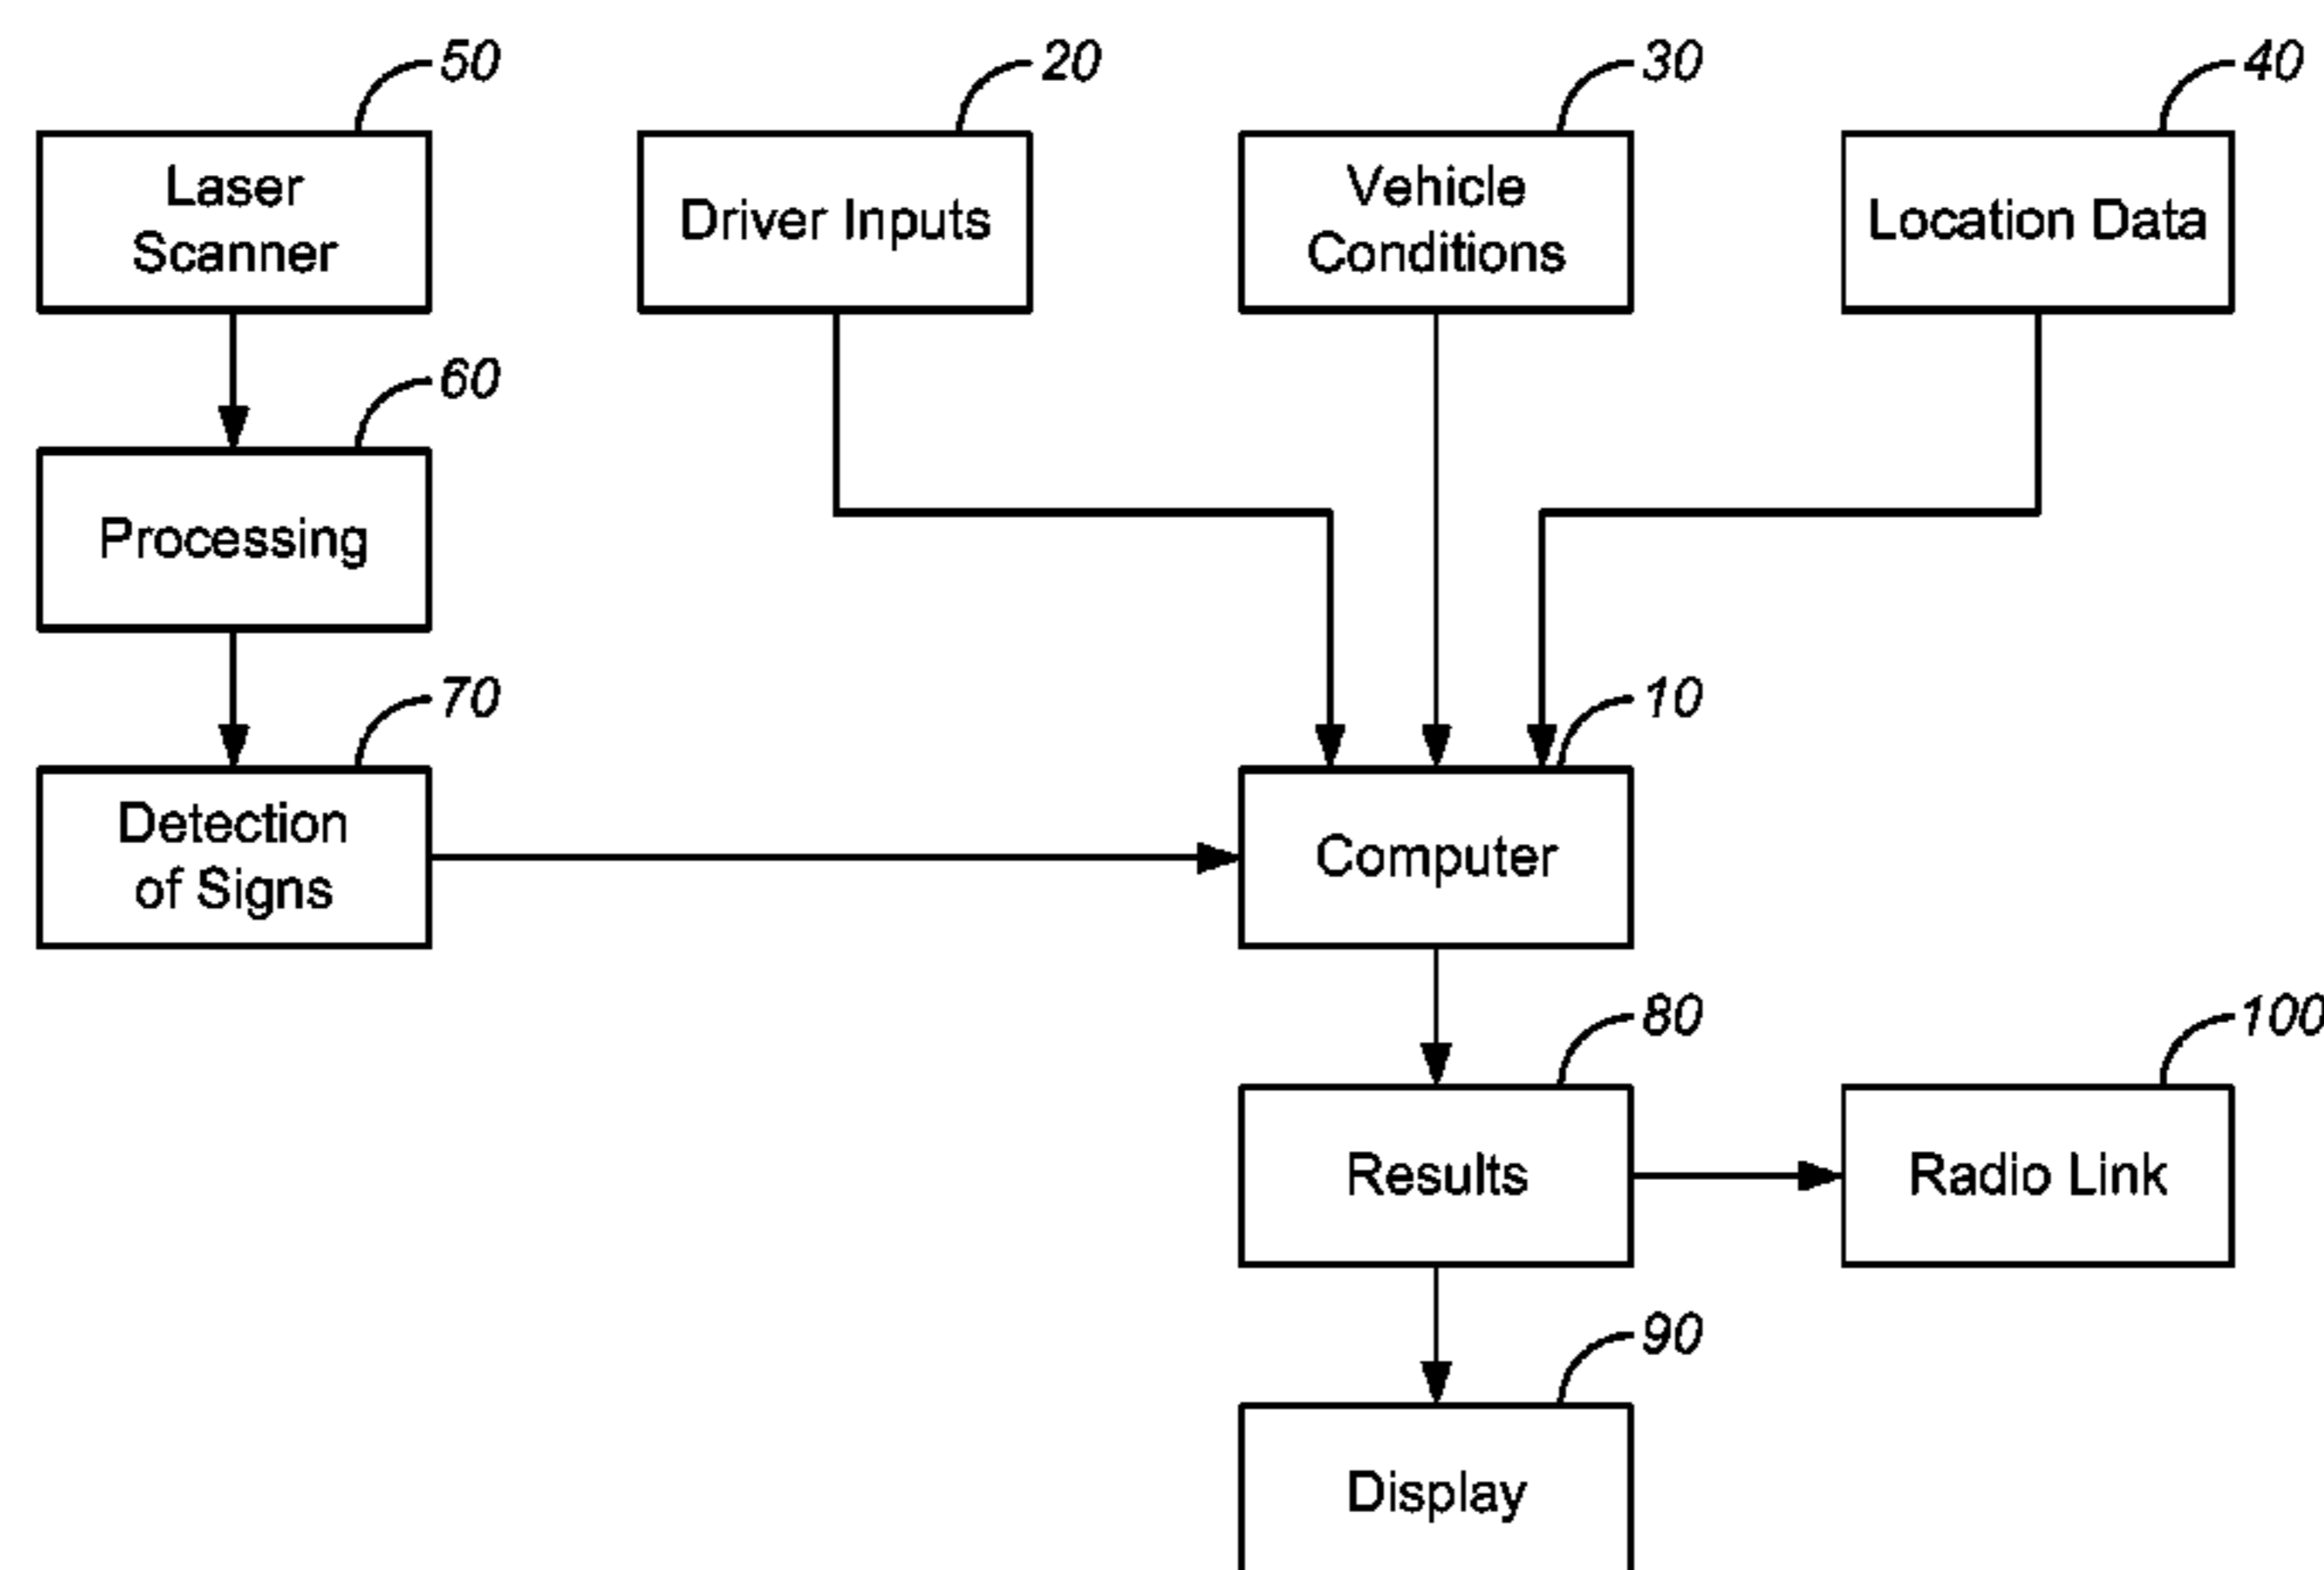 50
20
30
40
Laser
Scanner
Driver Inputs
Vehicle
Conditions
Location Data
60
Processing
70
10
Detection
of Signs
Computer
80
100
Results
Radio Link
90
Display